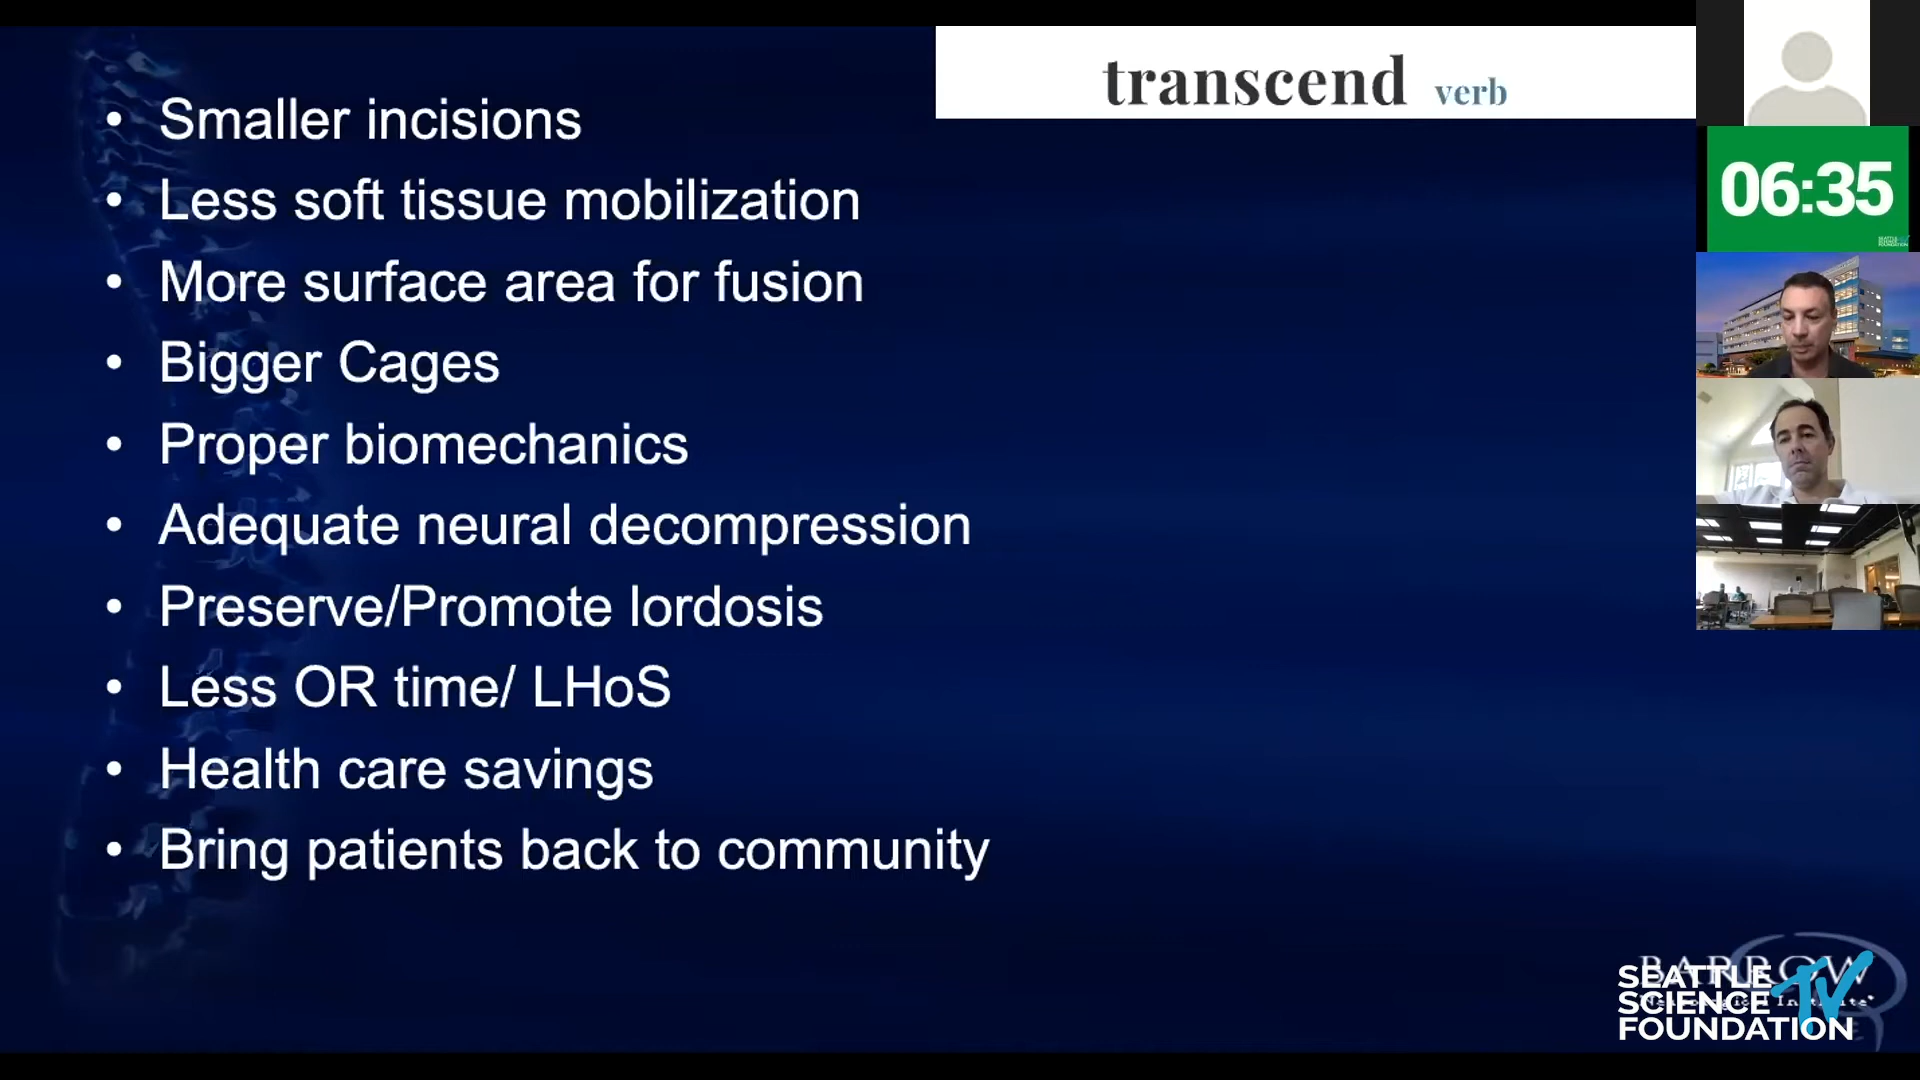 transcend verb
• Smaller incisions
• Less soft tissue mobilization
• More surface area for fusion
• Bigger Cages
• Proper biomechanics
• Adequate neural decompression
• Preserve/Promote lordosis
• Less OR time/ LHoS
• Health care savings
• Bring patients back to community
06:35
BARROW
SEATTLE
SCIENCE TV
FOUNDATION